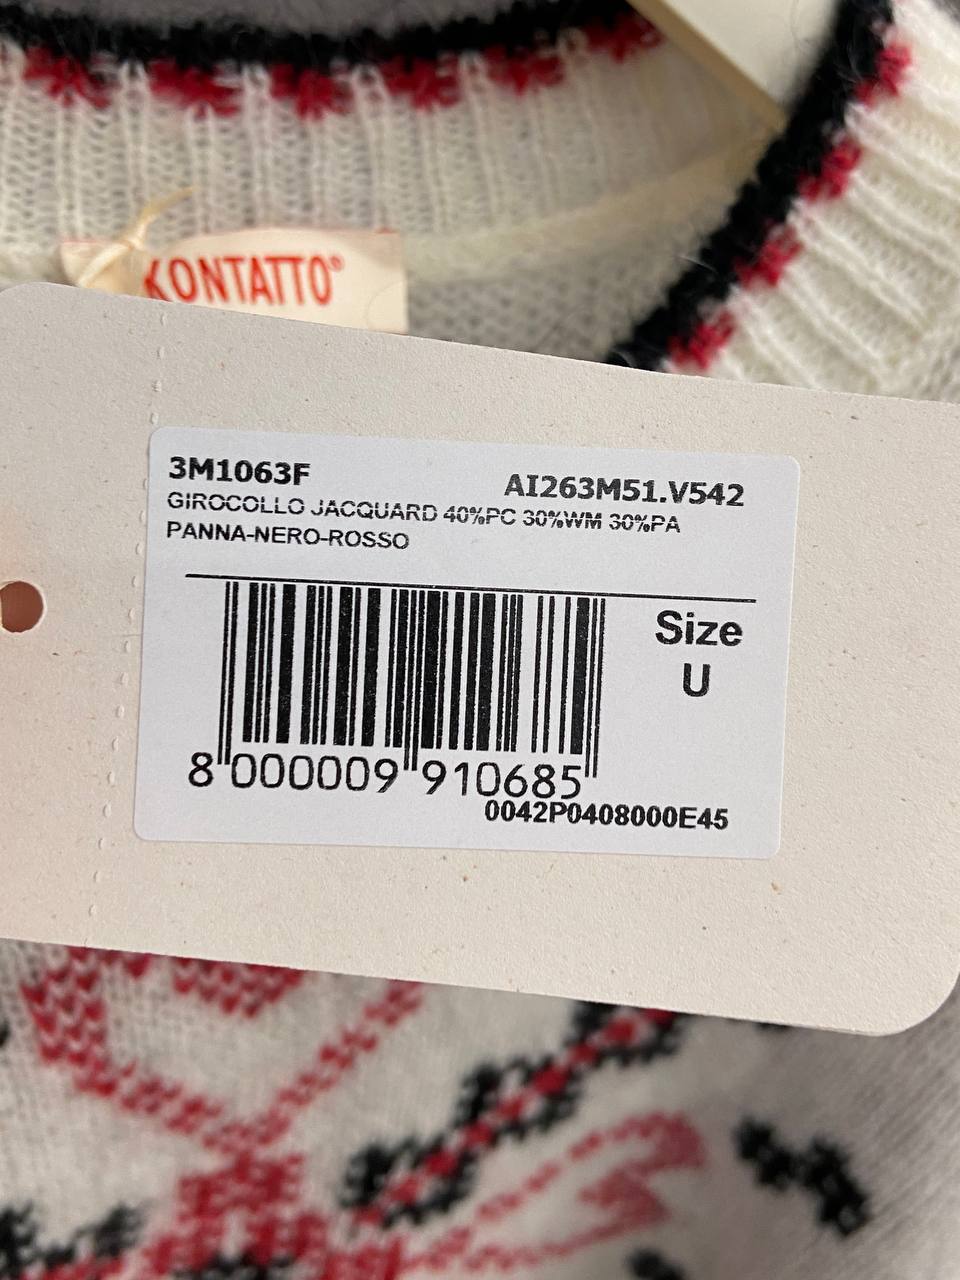 KONTATTO®
3M1063F
AI263M51.V542
GIROCOLLO JACQUARD 40%PC 30%WM 30%PA
PANNA-NERO-ROSSO
Size
U
8 000009 910685
0042P0408000E45